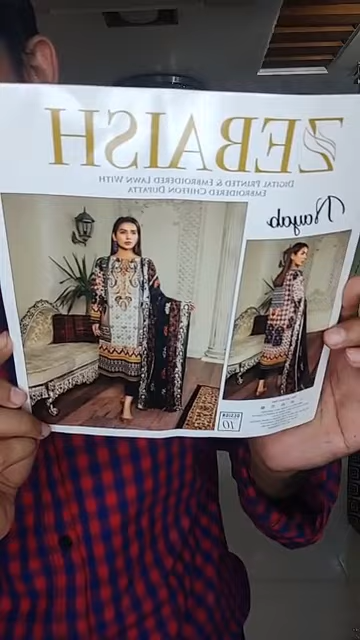 ZEBAISH
DIGITAL PRINTED & EMBROIDERED LAWN WITH
EMBROIDERED CHIFFON DUPATTA
Nayab
DESIGN
10